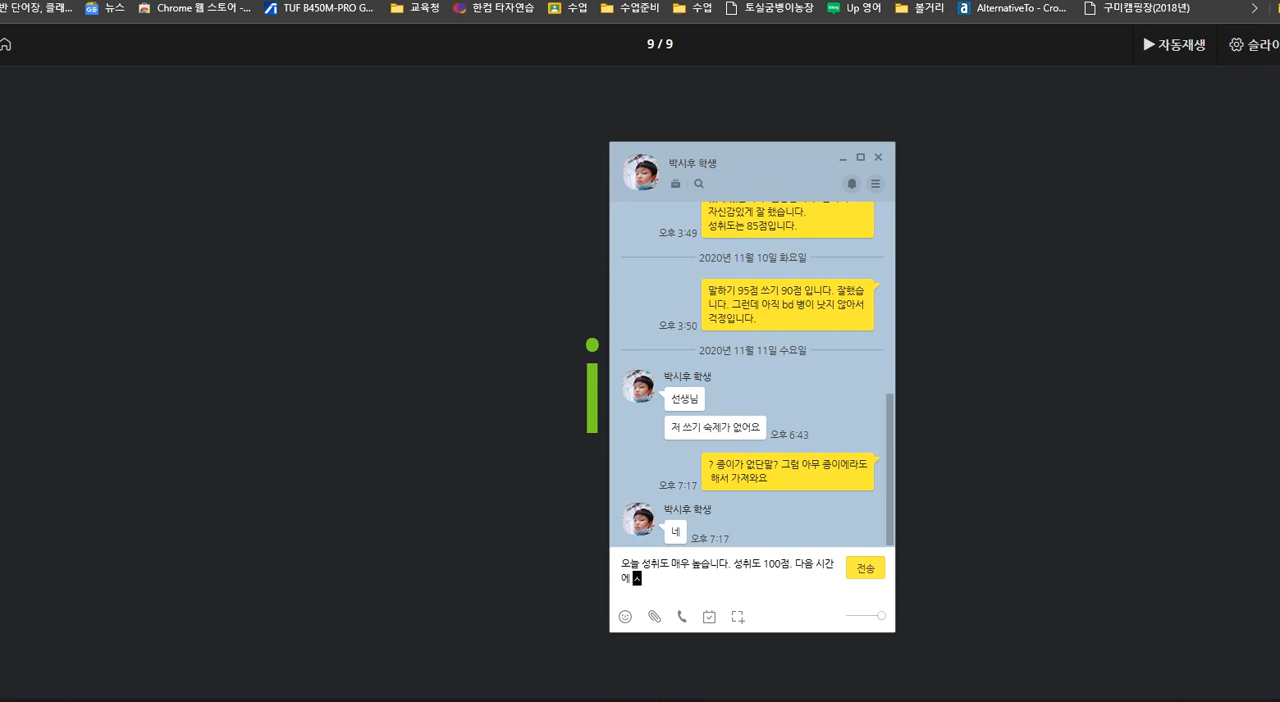 반 단어장, 클래... 뉴스 Chrome 웹 스토어 -... TUF B450M-PRO G... 교육청 한컴 타자연습 수업 수업준비 수업 토실굼벵이농장 Up 영어 볼거리 AlternativeTo - Cro... 구미캠핑장(2018년)
9 / 9
자동재생
슬라이
i
박시후 학생
자신감있게 잘 했습니다.
성취도는 85점입니다.
오후 3:49
2020년 11월 10일 화요일
말하기 95점 쓰기 90점 입니다. 잘했습
니다. 그런데 아직 bd 병이 낫지 않아서
걱정입니다.
오후 3:50
2020년 11월 11일 수요일
박시후 학생
선생님
저 쓰기 숙제가 없어요
오후 6:43
? 종이가 없단말? 그럼 아무 종이에라도
해서 가져와요
오후 7:17
박시후 학생
네
오후 7:17
오늘 성취도 매우 높습니다. 성취도 100점. 다음 시간
에 ㅅ
전송